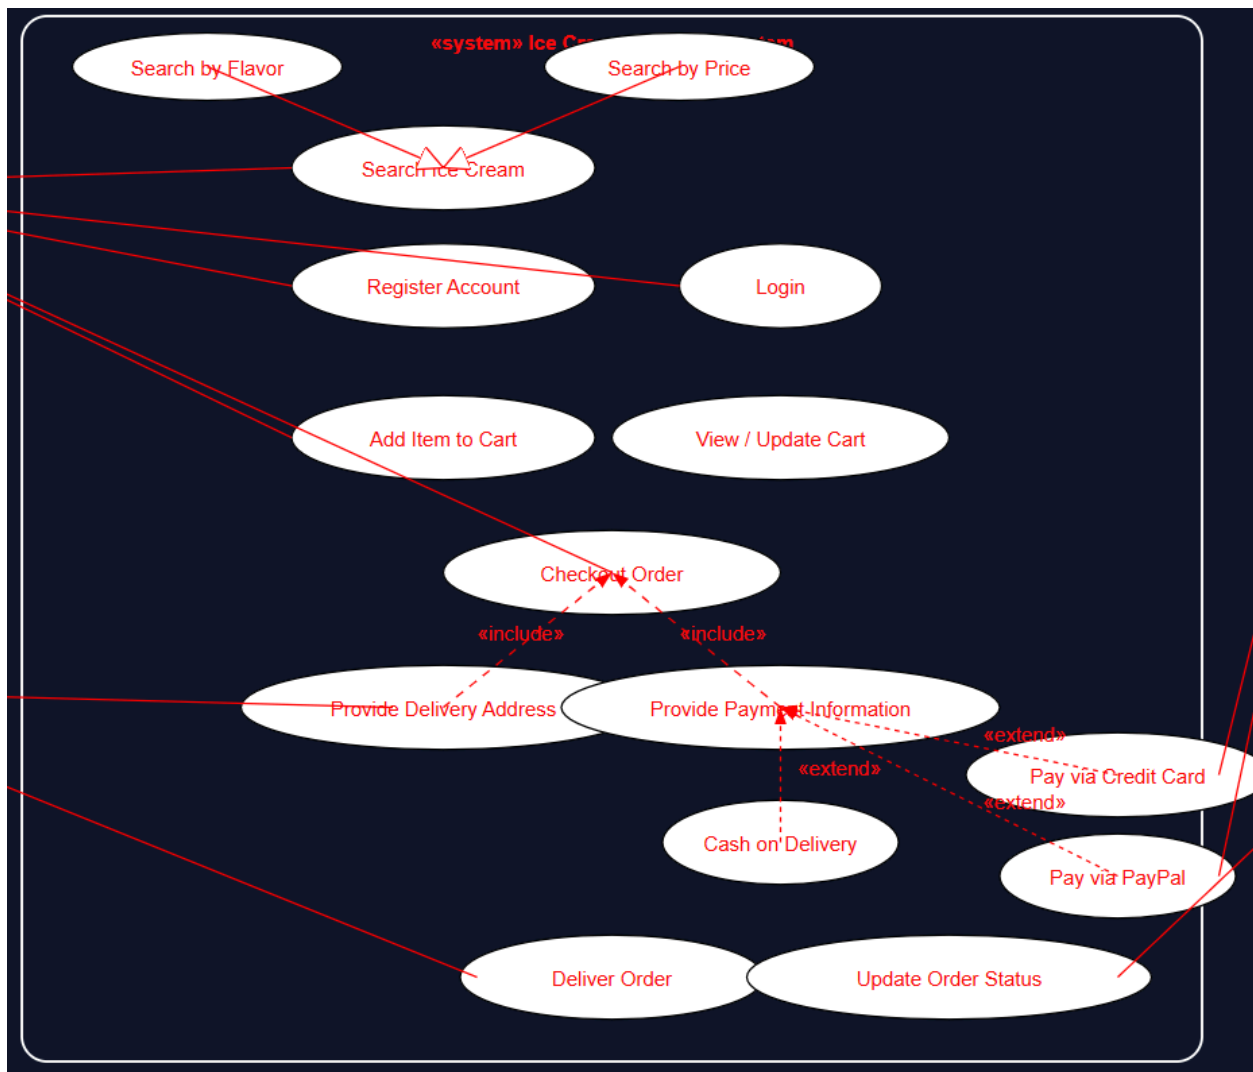 «system» Ice
Search by Flavor
Search by Price
Search Ice Cream
Register Account
Login
Add Item to Cart
View / Update Cart
Checkout Order
«include»
«include»
Provide Delivery Address
Provide Payment Information
«extend»
«extend»
Pay via Credit Card
«extend»
Cash on Delivery
Pay via PayPal
Deliver Order
Update Order Status